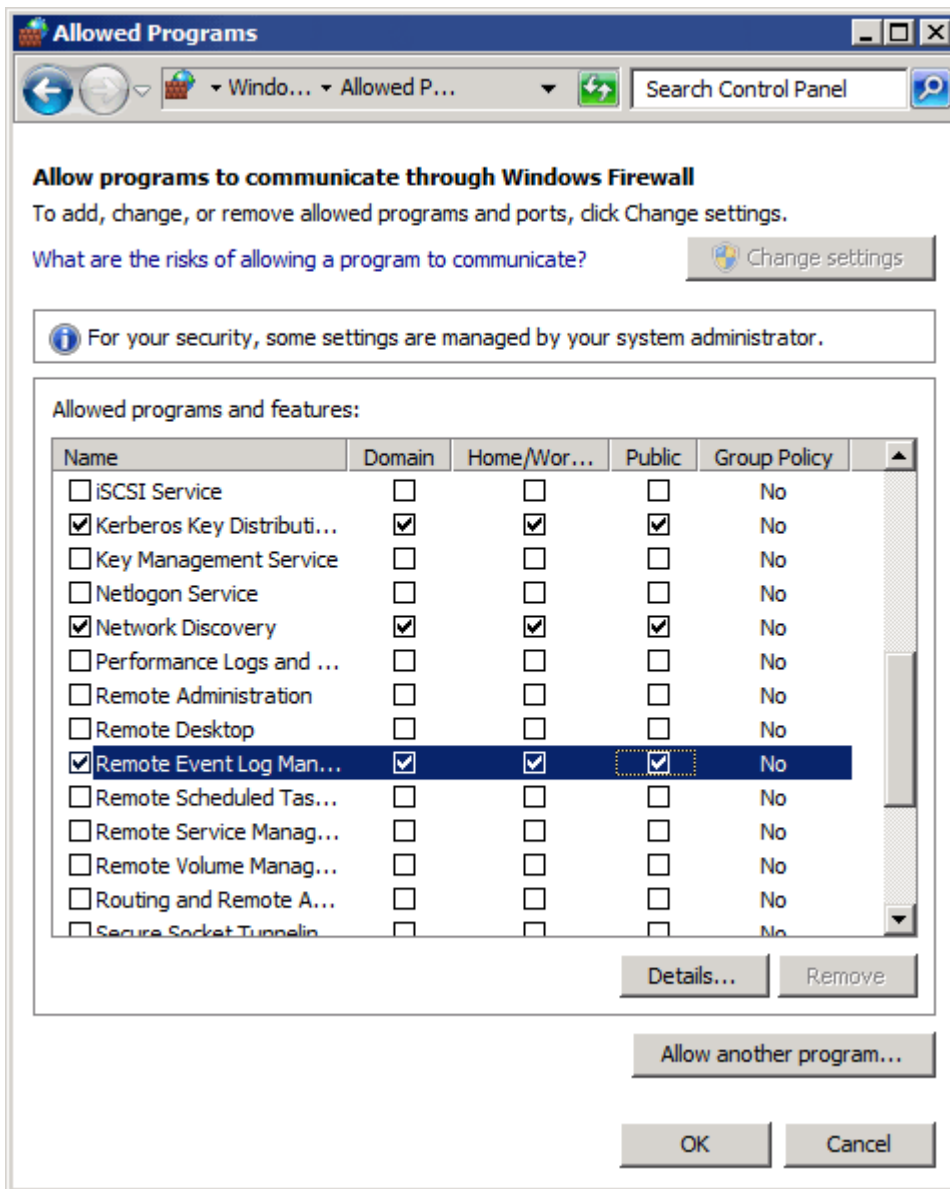 Allowed Programs
Windo... Allowed P... Search Control Panel
Allow programs to communicate through Windows Firewall
To add, change, or remove allowed programs and ports, click Change settings.
What are the risks of allowing a program to communicate? Change settings
For your security, some settings are managed by your system administrator.
Allowed programs and features:
Name Domain Home/Wor... Public Group Policy
iSCSI Service No
Kerberos Key Distributi... No
Key Management Service No
Netlogon Service No
Network Discovery No
Performance Logs and ... No
Remote Administration No
Remote Desktop No
Remote Event Log Man... No
Remote Scheduled Tas... No
Remote Service Manag... No
Remote Volume Manag... No
Routing and Remote A... No
Secure Socket Tunnelin No
Details... Remove
Allow another program...
OK Cancel